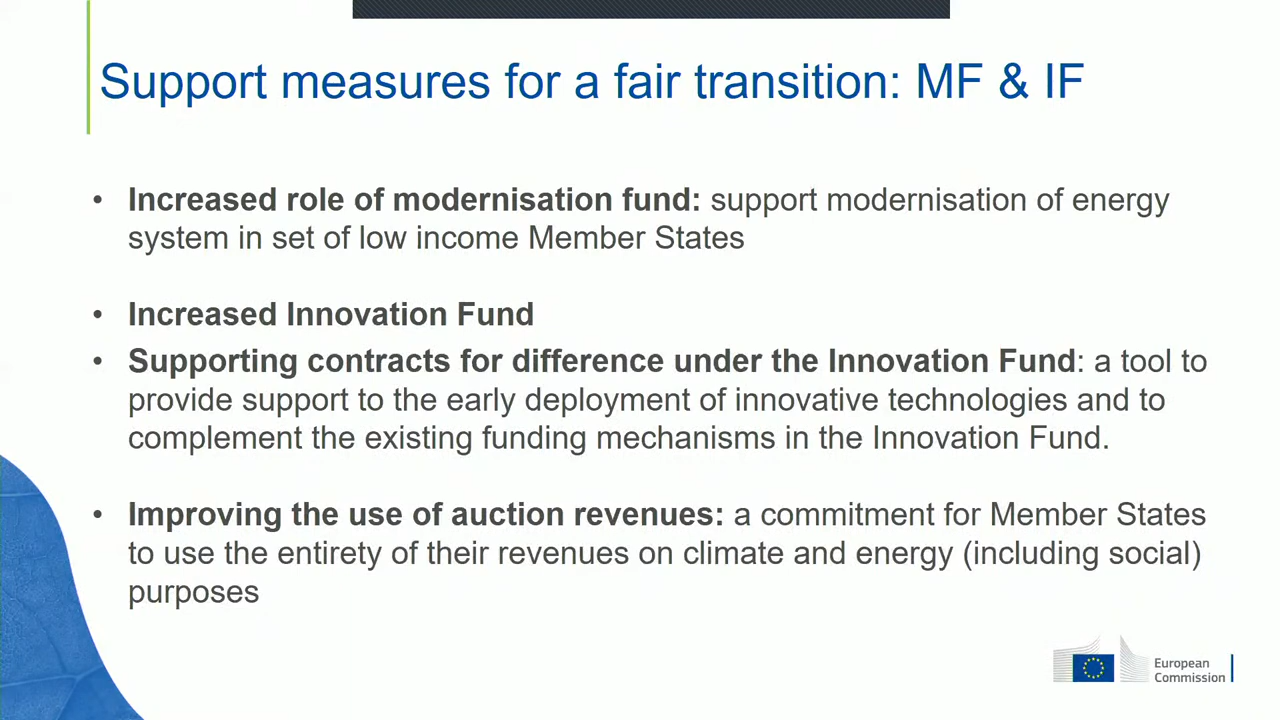 Support measures for a fair transition: MF & IF
• Increased role of modernisation fund: support modernisation of energy
system in set of low income Member States
• Increased Innovation Fund
• Supporting contracts for difference under the Innovation Fund: a tool to
provide support to the early deployment of innovative technologies and to
complement the existing funding mechanisms in the Innovation Fund.
• Improving the use of auction revenues: a commitment for Member States
to use the entirety of their revenues on climate and energy (including social)
purposes
European
Commission